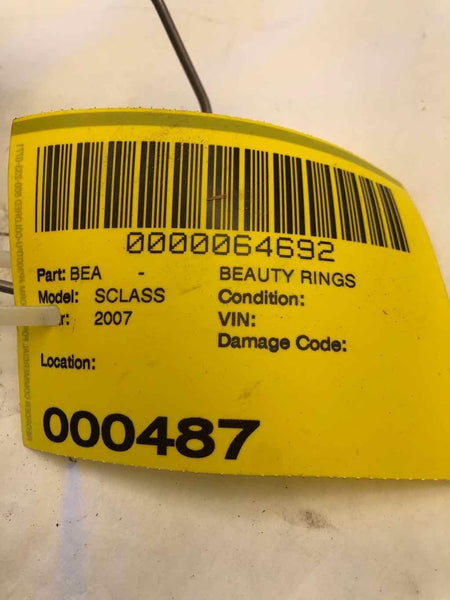 0000064692
Part: BEA - BEAUTY RINGS
Model: SCLASS Condition:
2007 VIN:
Damage Code:
Location:
000487